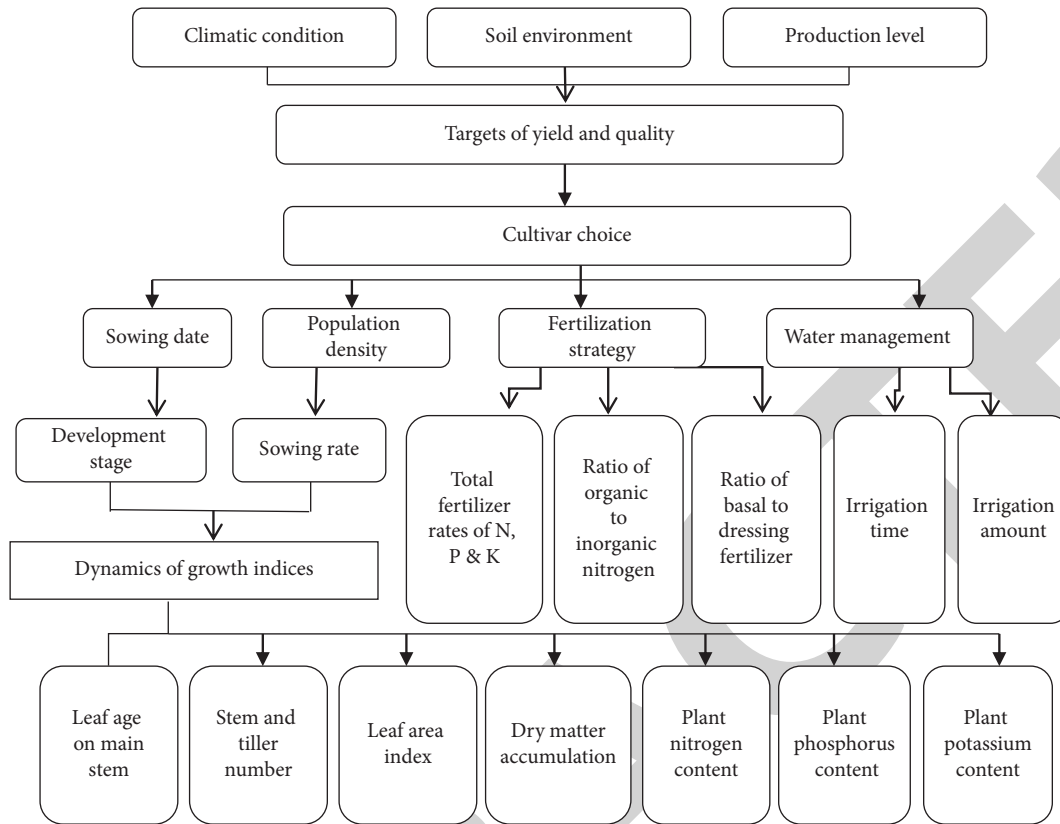 Climatic condition
Soil environment
Production level
Targets of yield and quality
Cultivar choice
Sowing date
Population
density
Fertilization
strategy
Water management
Development
stage
Sowing rate
Total
fertilizer
rates of N,
P & K
Ratio of
organic
to
inorganic
nitrogen
Ratio of
basal to
dressing
fertilizer
Irrigation
time
Irrigation
amount
Dynamics of growth indices
Leaf age
on main
stem
Stem and
tiller
number
Leaf area
index
Dry matter
accumulation
Plant
nitrogen
content
Plant
phosphorus
content
Plant
potassium
content